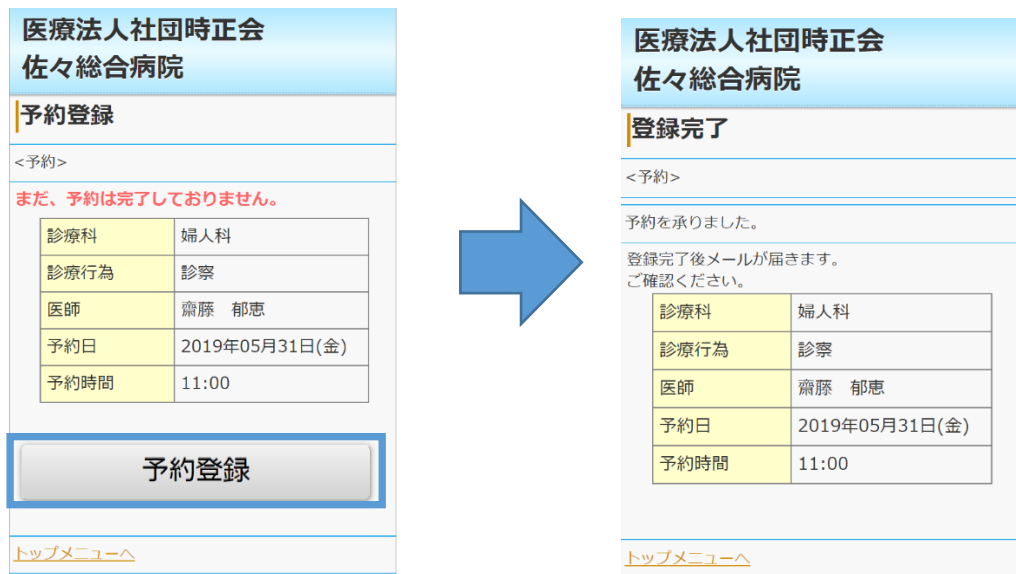 医療法人社団時正会
佐々総合病院
予約登録
<予約>
まだ、予約は完了しておりません。
診療科 婦人科
診療行為 診察
医師 齋藤　郁恵
予約日 2019年05月31日(金)
予約時間 11:00
予約登録
トップメニューへ
医療法人社団時正会
佐々総合病院
登録完了
<予約>
予約を承りました。
登録完了後メールが届きます。
ご確認ください。
診療科 婦人科
診療行為 診察
医師 齋藤　郁恵
予約日 2019年05月31日(金)
予約時間 11:00
トップメニューへ